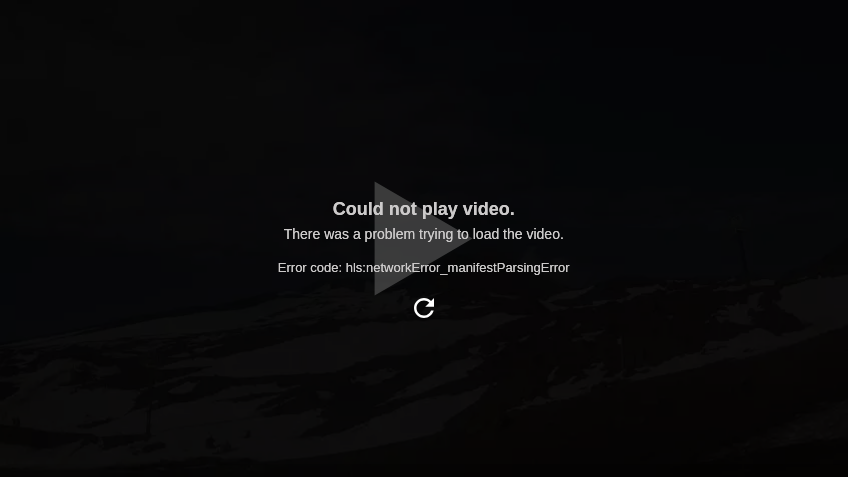 Could not play video.
There was a problem trying to load the video.
Error code: hls:networkError_manifestParsingError